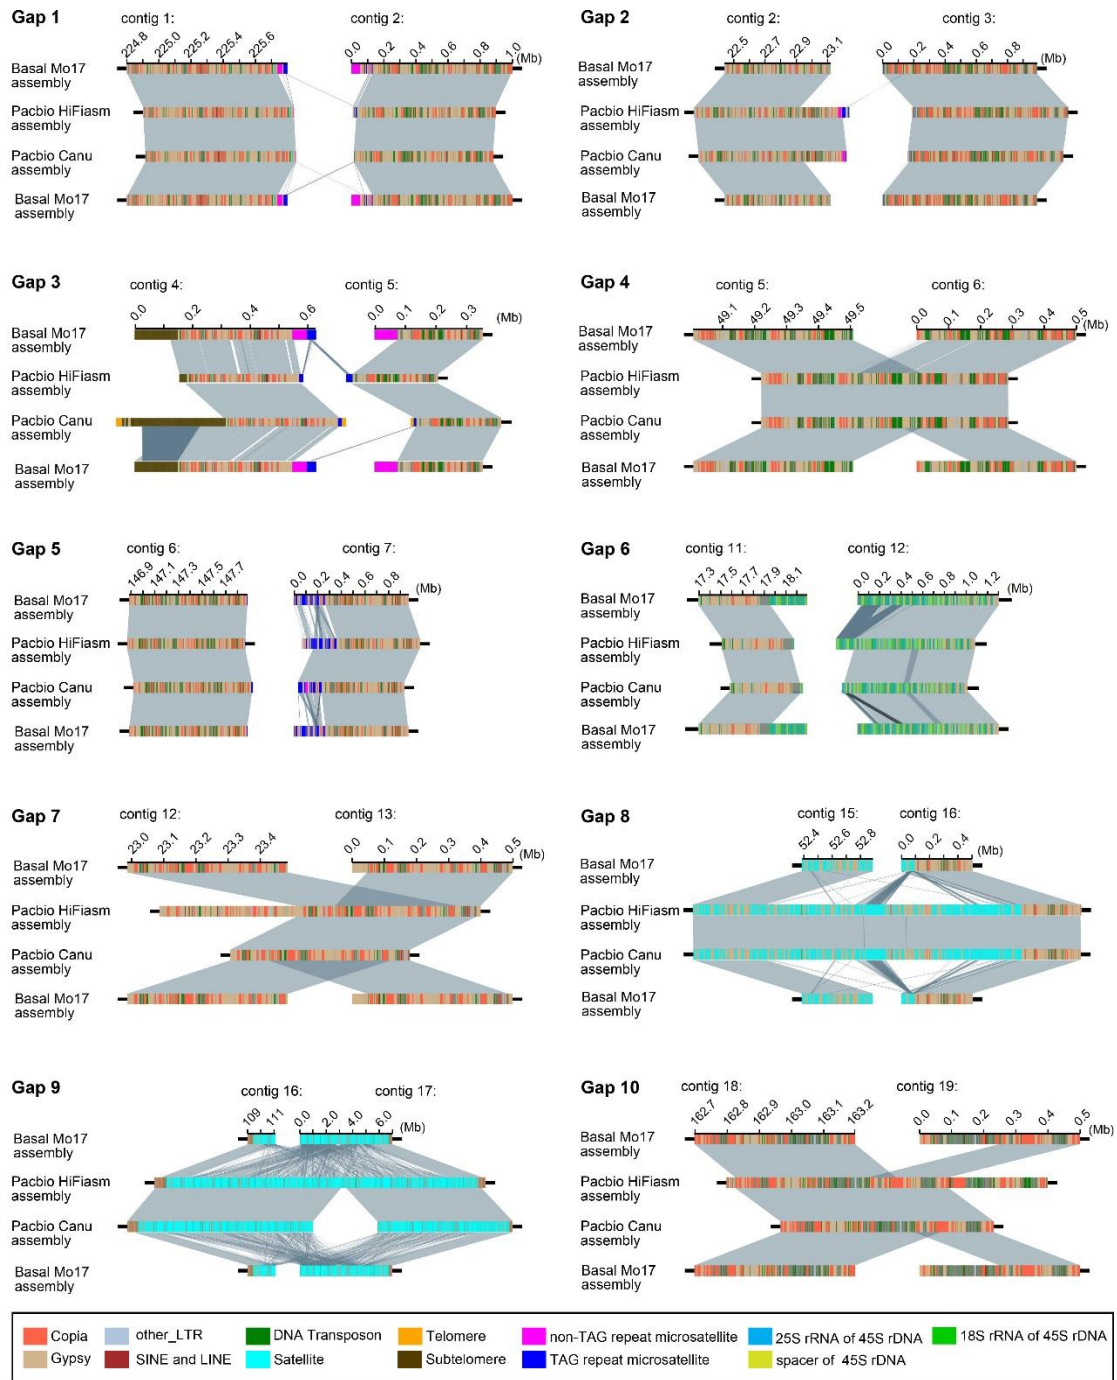 Gap 1
contig 1:
contig 2:
224.8 225.0 225.2 225.4 225.6
0.0 0.2 0.4 0.6 0.8 1.0
(Mb)
Basal Mo17
assembly
Pacbio HiFiasm
assembly
Pacbio Canu
assembly
Basal Mo17
assembly
Gap 2
contig 2:
contig 3:
22.5 22.7 22.9 23.1
0.0 0.2 0.4 0.6 0.8
(Mb)
Basal Mo17
assembly
Pacbio HiFiasm
assembly
Pacbio Canu
assembly
Basal Mo17
assembly
Gap 3
contig 4:
contig 5:
0.0 0.2 0.4 0.6
0.0 0.1 0.2 0.3
(Mb)
Basal Mo17
assembly
Pacbio HiFiasm
assembly
Pacbio Canu
assembly
Basal Mo17
assembly
Gap 4
contig 5:
contig 6:
49.1 49.2 49.3 49.4 49.5
0.0 0.1 0.2 0.3 0.4 0.5
(Mb)
Basal Mo17
assembly
Pacbio HiFiasm
assembly
Pacbio Canu
assembly
Basal Mo17
assembly
Gap 5
contig 6:
contig 7:
146.9 147.1 147.3 147.5 147.7
0.0 0.2 0.4 0.6 0.8
(Mb)
Basal Mo17
assembly
Pacbio HiFiasm
assembly
Pacbio Canu
assembly
Basal Mo17
assembly
Gap 6
contig 11:
contig 12:
17.3 17.5 17.7 17.9 18.1
0.0 0.2 0.4 0.6 0.8 1.0 1.2
(Mb)
Basal Mo17
assembly
Pacbio HiFiasm
assembly
Pacbio Canu
assembly
Basal Mo17
assembly
Gap 7
contig 12:
contig 13:
23.0 23.1 23.2 23.3 23.4
0.0 0.1 0.2 0.3 0.4 0.5
(Mb)
Basal Mo17
assembly
Pacbio HiFiasm
assembly
Pacbio Canu
assembly
Basal Mo17
assembly
Gap 8
contig 15:
contig 16:
52.4 52.6 52.8
0.0 0.2 0.4
(Mb)
Basal Mo17
assembly
Pacbio HiFiasm
assembly
Pacbio Canu
assembly
Basal Mo17
assembly
Gap 9
contig 16:
contig 17:
109 111
0.0 2.0 4.0 6.0
(Mb)
Basal Mo17
assembly
Pacbio HiFiasm
assembly
Pacbio Canu
assembly
Basal Mo17
assembly
Gap 10
contig 18:
contig 19:
162.7 162.8 162.9 163.0 163.1 163.2
0.0 0.1 0.2 0.3 0.4 0.5
(Mb)
Basal Mo17
assembly
Pacbio HiFiasm
assembly
Pacbio Canu
assembly
Basal Mo17
assembly
Copia other_LTR DNA Transposon Telomere non-TAG repeat microsatellite 25S rRNA of 45S rDNA 18S rRNA of 45S rDNA
Gypsy SINE and LINE Satellite Subtelomere TAG repeat microsatellite spacer of 45S rDNA